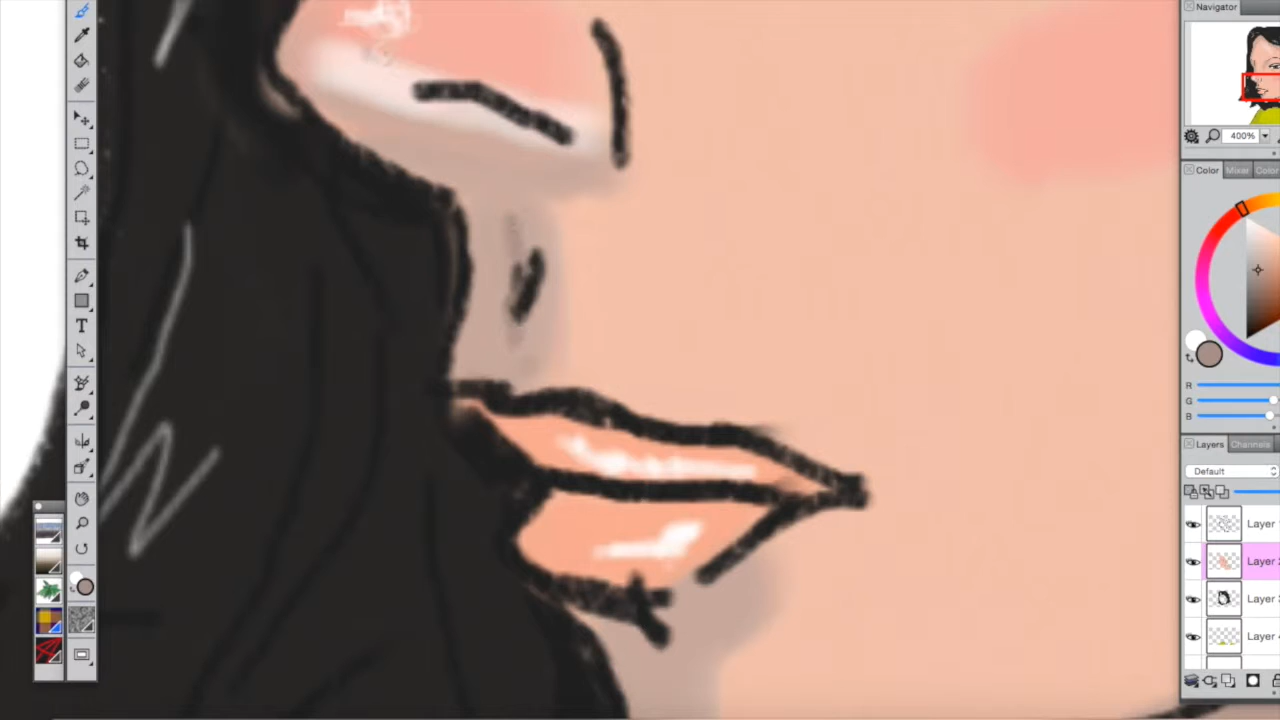 Navigator
400%
Color Mixer Color
R
G
B
Layers Channels
Default
Layer
Layer
Layer
Layer
T